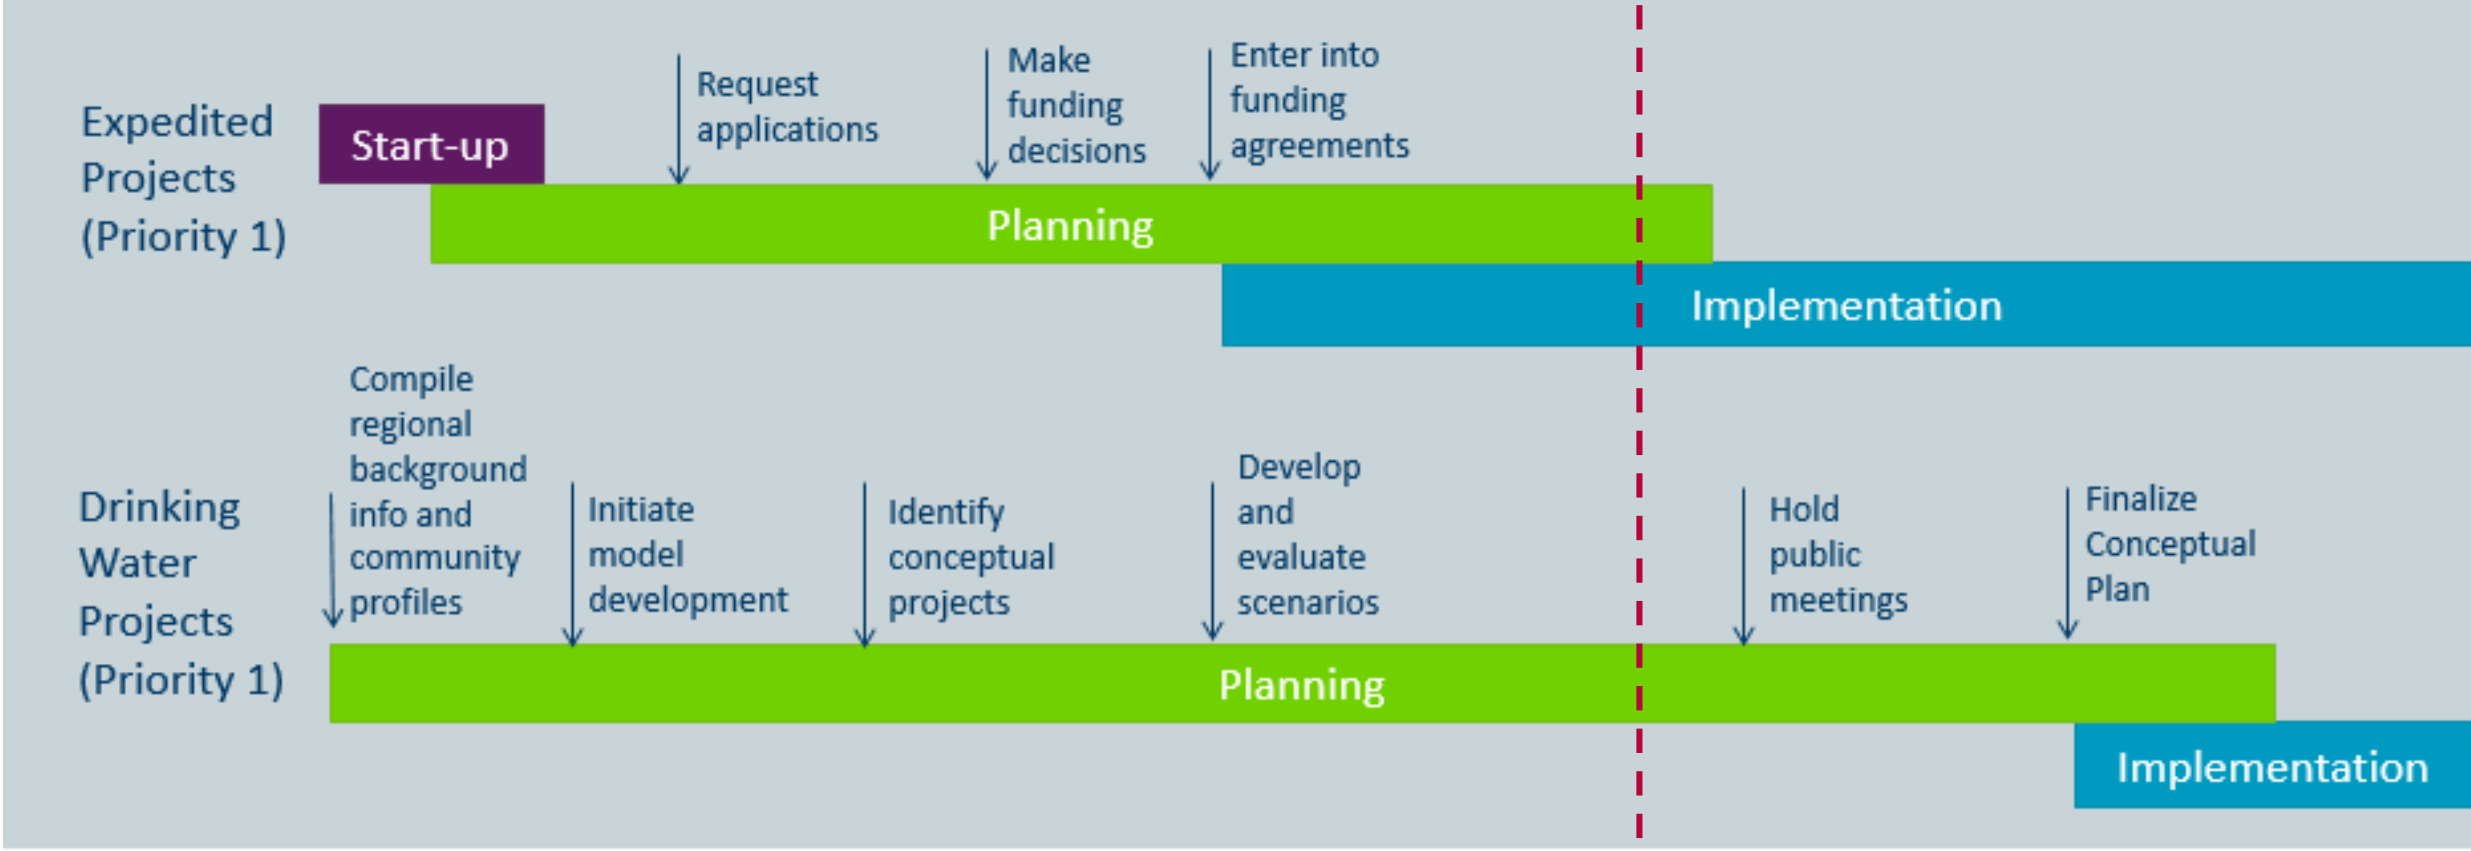 Expedited
Projects
(Priority 1)
Start-up
Request
applications
Make
funding
decisions
Enter into
funding
agreements
Planning
Implementation
Drinking
Water
Projects
(Priority 1)
Compile
regional
background
info and
community
profiles
Initiate
model
development
Identify
conceptual
projects
Develop
and
evaluate
scenarios
Hold
public
meetings
Finalize
Conceptual
Plan
Planning
Implementation